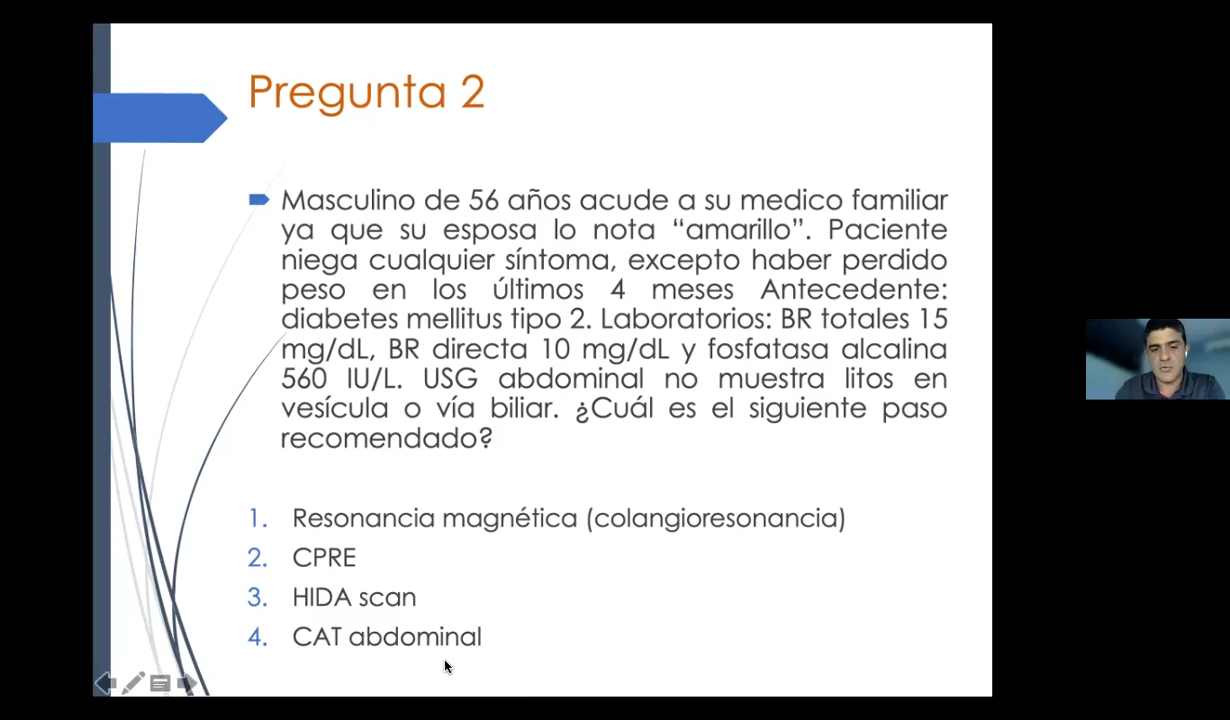 Pregunta 2
Masculino de 56 años acude a su medico familiar
ya que su esposa lo nota “amarillo”. Paciente
niega cualquier síntoma, excepto haber perdido
peso en los últimos 4 meses Antecedente:
diabetes mellitus tipo 2. Laboratorios: BR totales 15
mg/dL, BR directa 10 mg/dL y fosfatasa alcalina
560 IU/L. USG abdominal no muestra litos en
vesícula o vía biliar. ¿Cuál es el siguiente paso
recomendado?
1. Resonancia magnética (colangioresonancia)
2. CPRE
3. HIDA scan
4. CAT abdominal